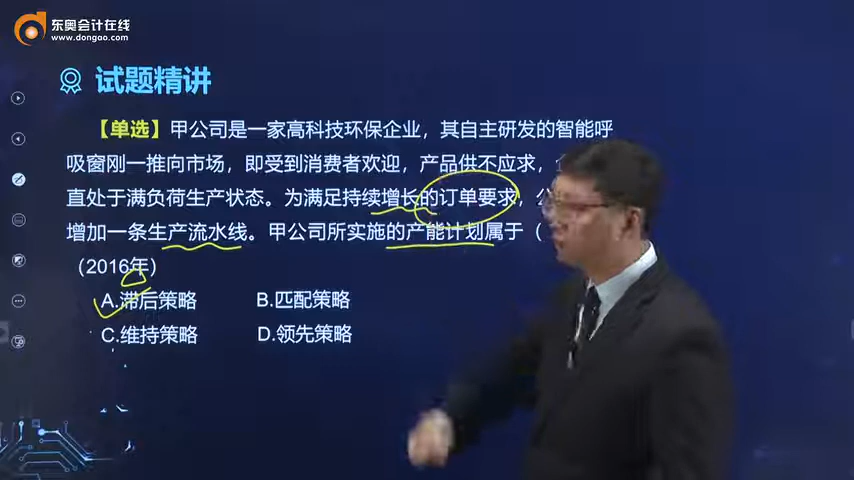 东奥会计在线
www.dongao.com
试题精讲
【单选】甲公司是一家高科技环保企业，其自主研发的智能呼
吸窗刚一推向市场，即受到消费者欢迎，产品供不应求，
直处于满负荷生产状态。为满足持续增长的订单要求，公
增加一条生产流水线。甲公司所实施的产能计划属于（
（2016年）
A.滞后策略 B.匹配策略
C.维持策略 D.领先策略